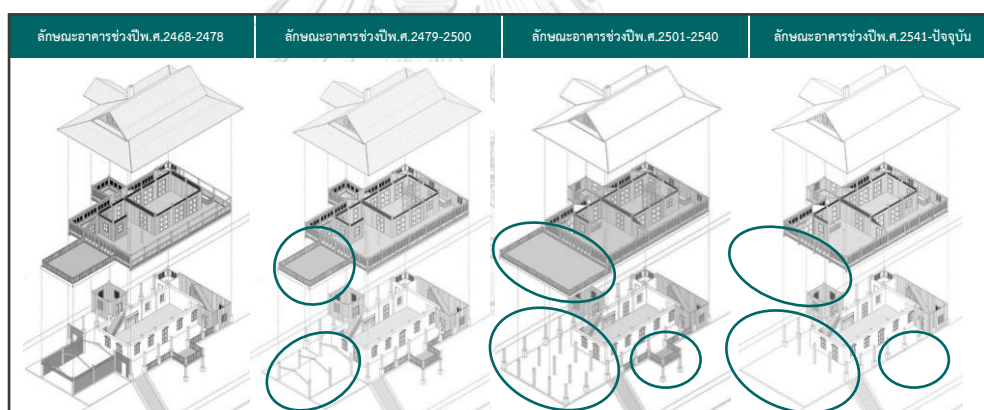 ลักษณะอาคารช่วงปีพ.ศ.2468-2478
ลักษณะอาคารช่วงปีพ.ศ.2479-2500
ลักษณะอาคารช่วงปีพ.ศ.2501-2540
ลักษณะอาคารช่วงปีพ.ศ.2541-ปัจจุบัน